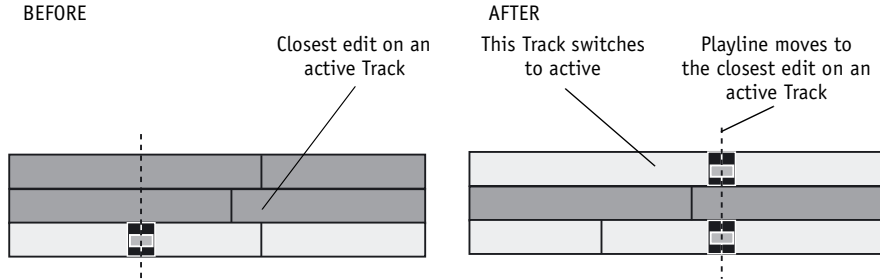 BEFORE
Closest edit on an
active Track
AFTER
This Track switches
to active
Playline moves to
the closest edit on an
active Track